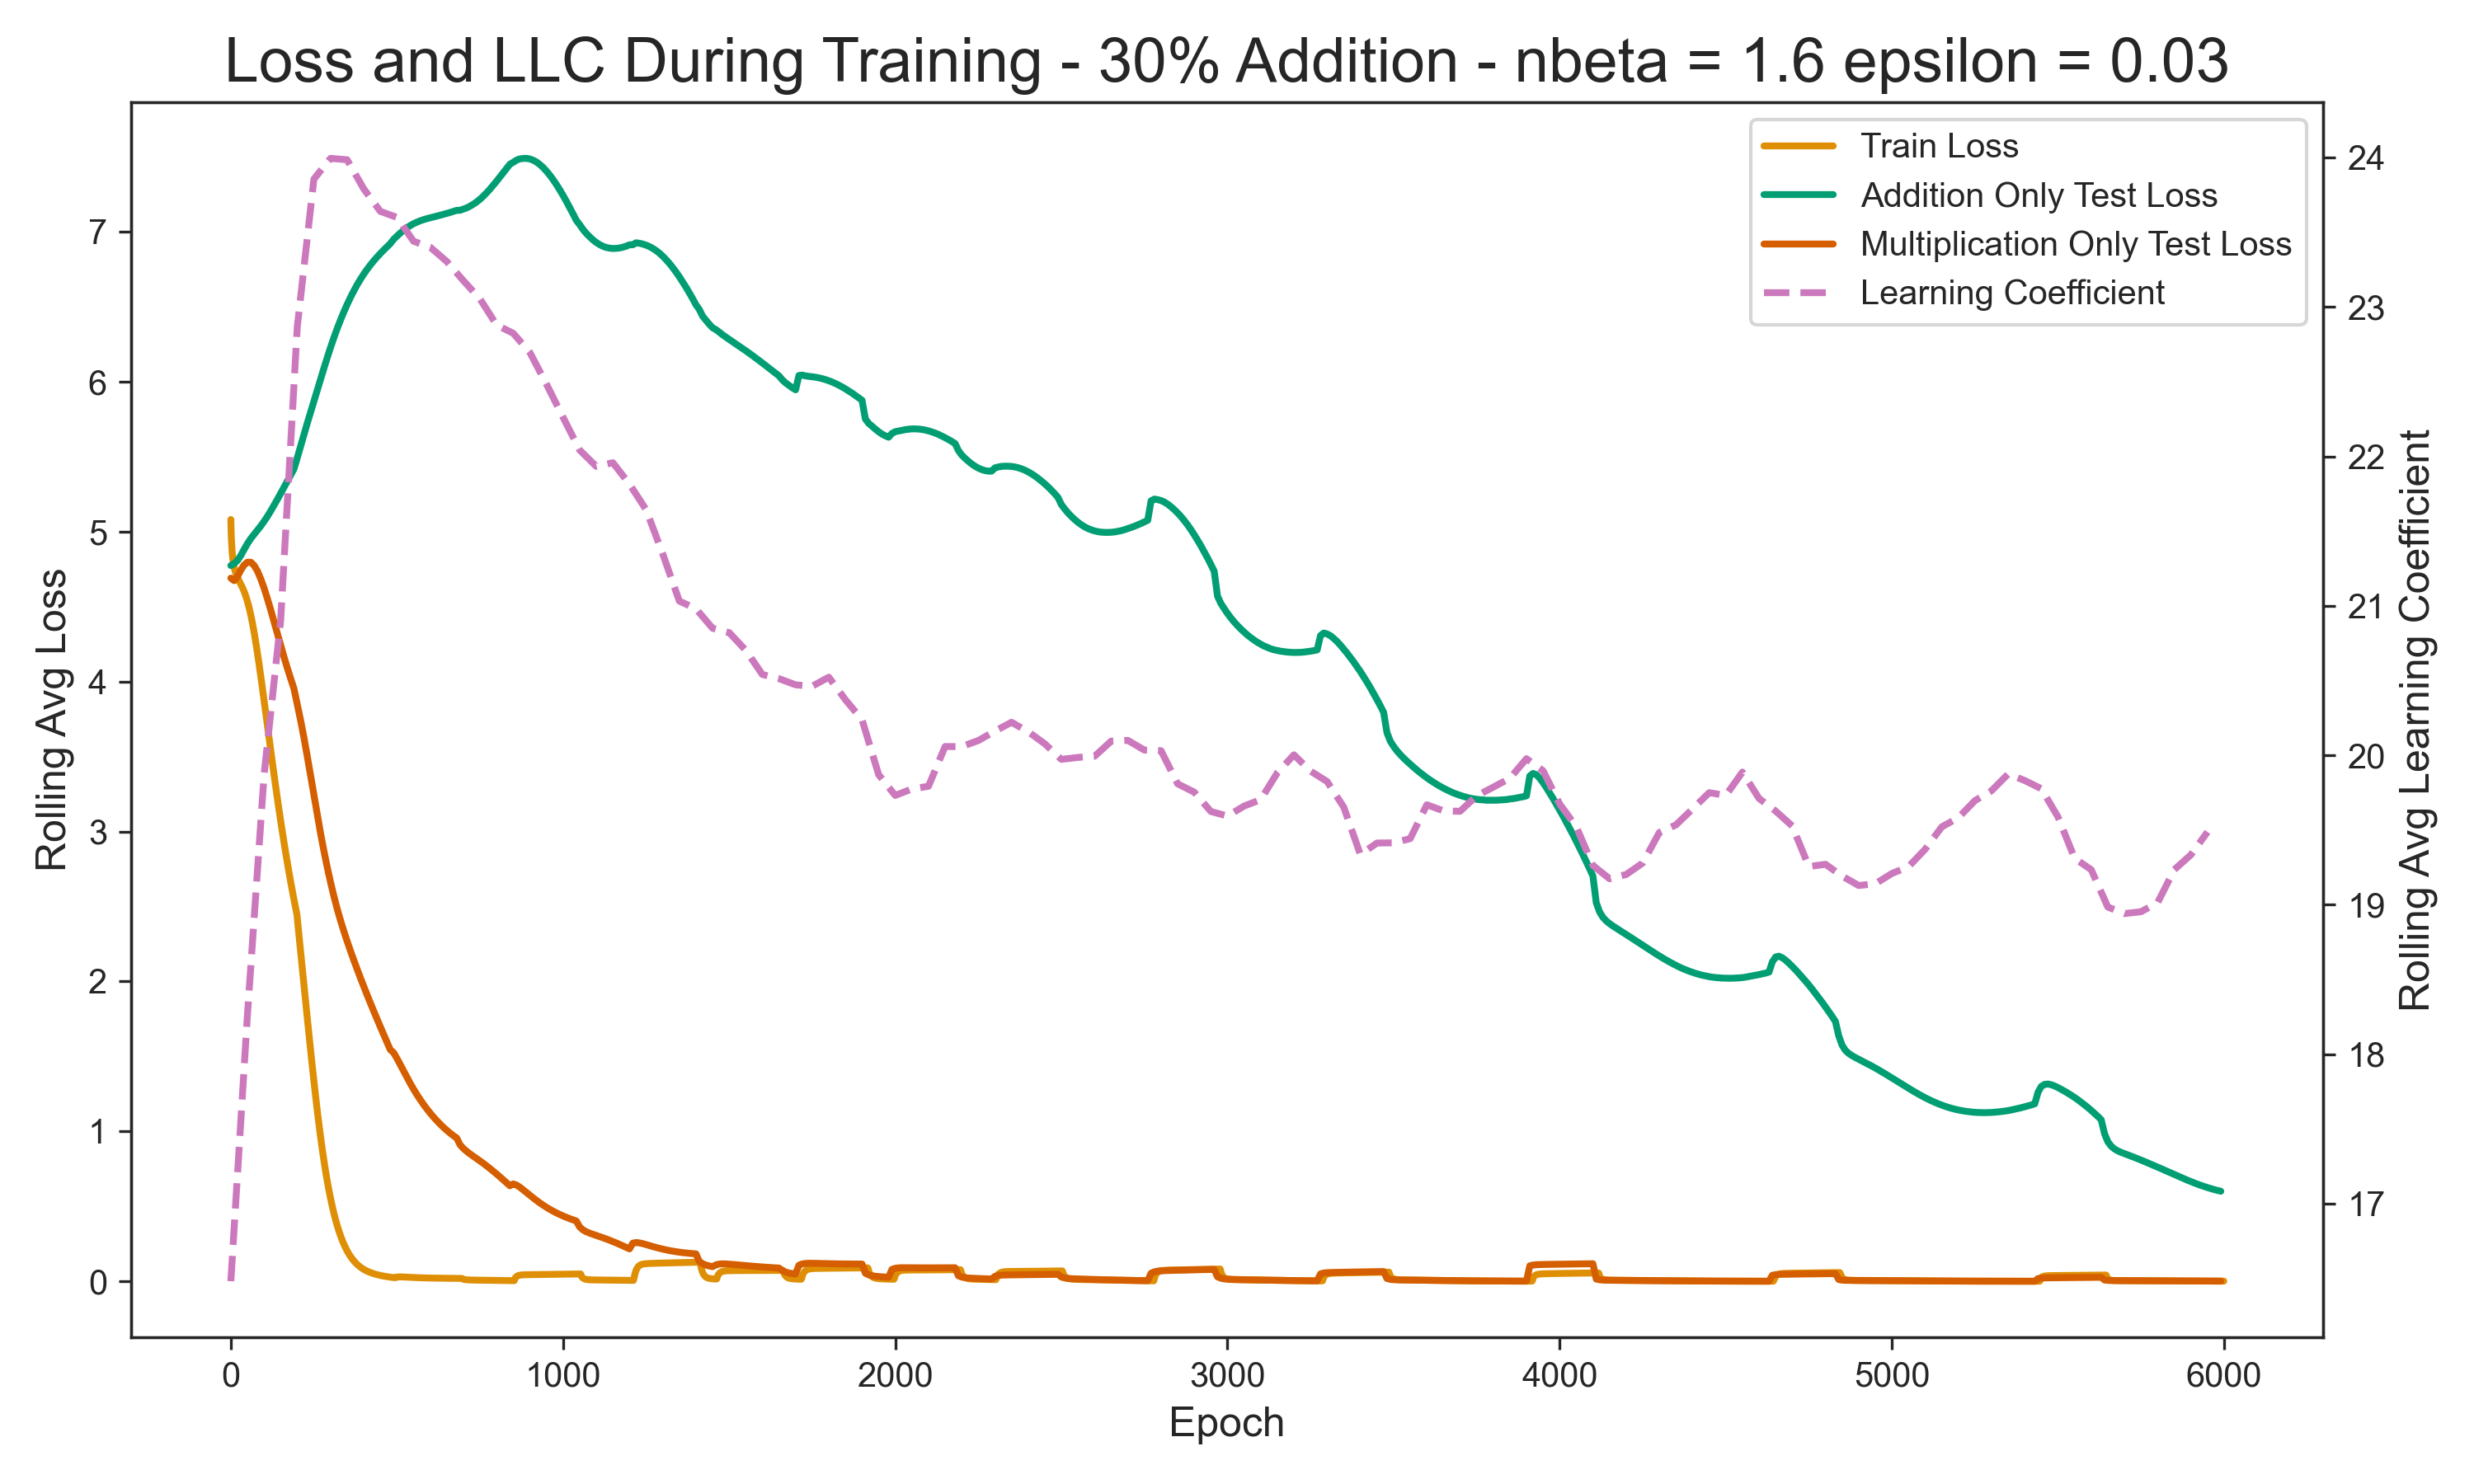 Loss and LLC During Training - 30% Addition - nbeta = 1.6 epsilon = 0.03
Train Loss
Addition Only Test Loss
Multiplication Only Test Loss
Learning Coefficient
Rolling Avg Loss
7
6
5
4
3
2
1
0
24
23
22
21
20
19
18
17
Rolling Avg Learning Coefficient
0 1000 2000 3000 4000 5000 6000
Epoch